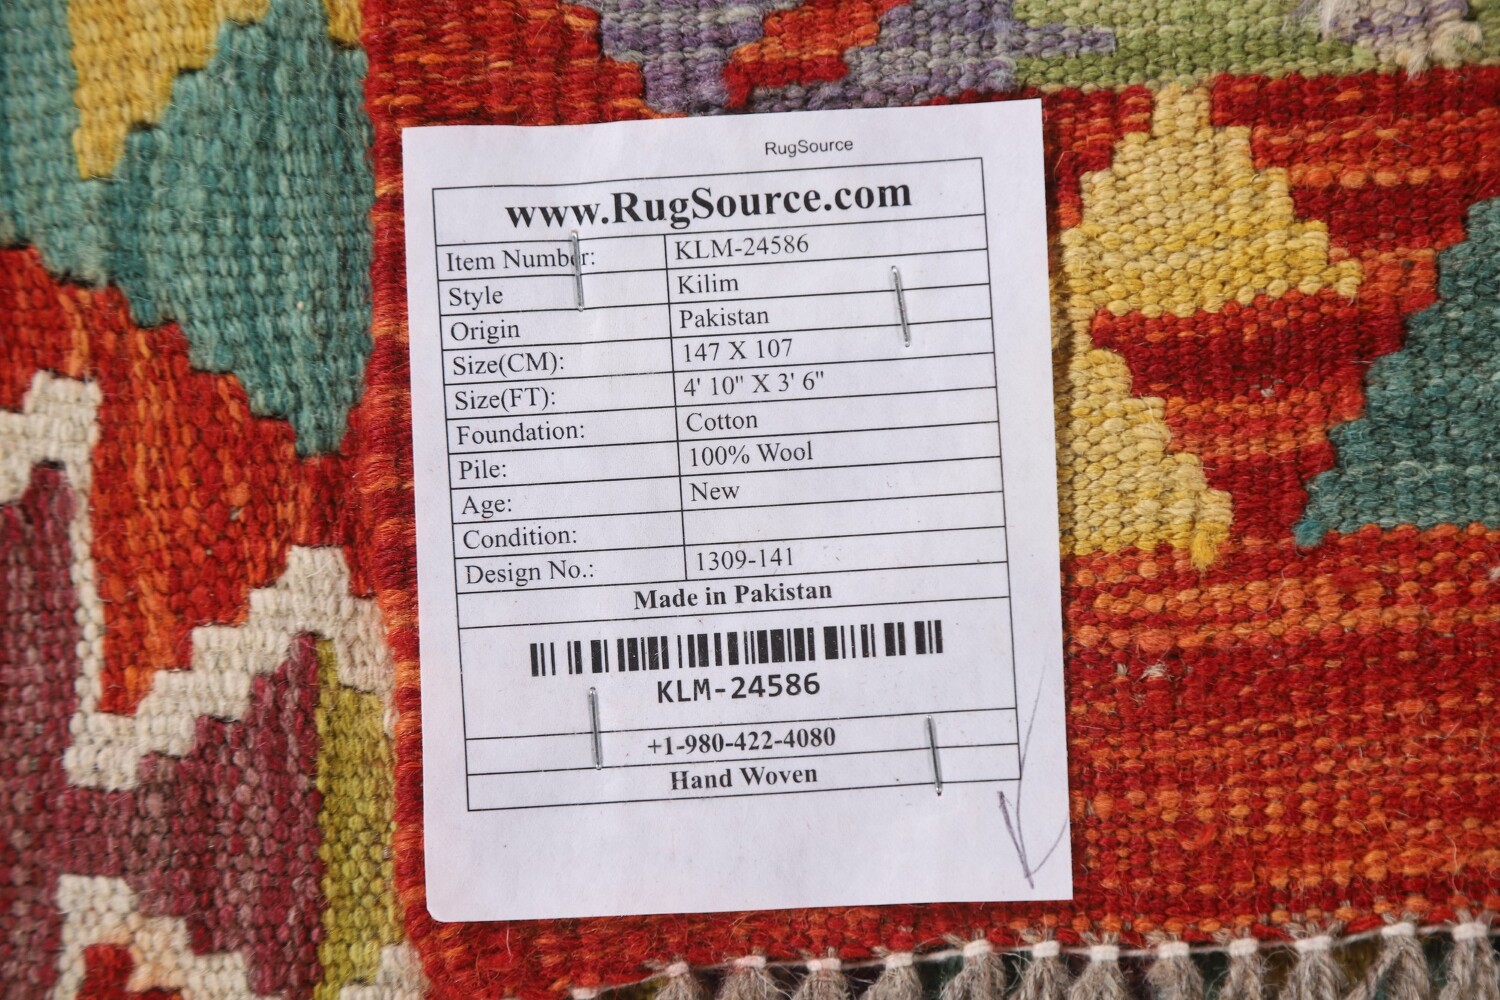 RugSource
www.RugSource.com
Item Number: KLM-24586
Style Kilim
Origin Pakistan
Size(CM): 147 X 107
Size(FT): 4' 10" X 3' 6"
Foundation: Cotton
Pile: 100% Wool
Age: New
Condition:
Design No.: 1309-141
Made in Pakistan
KLM-24586
+1-980-422-4080
Hand Woven